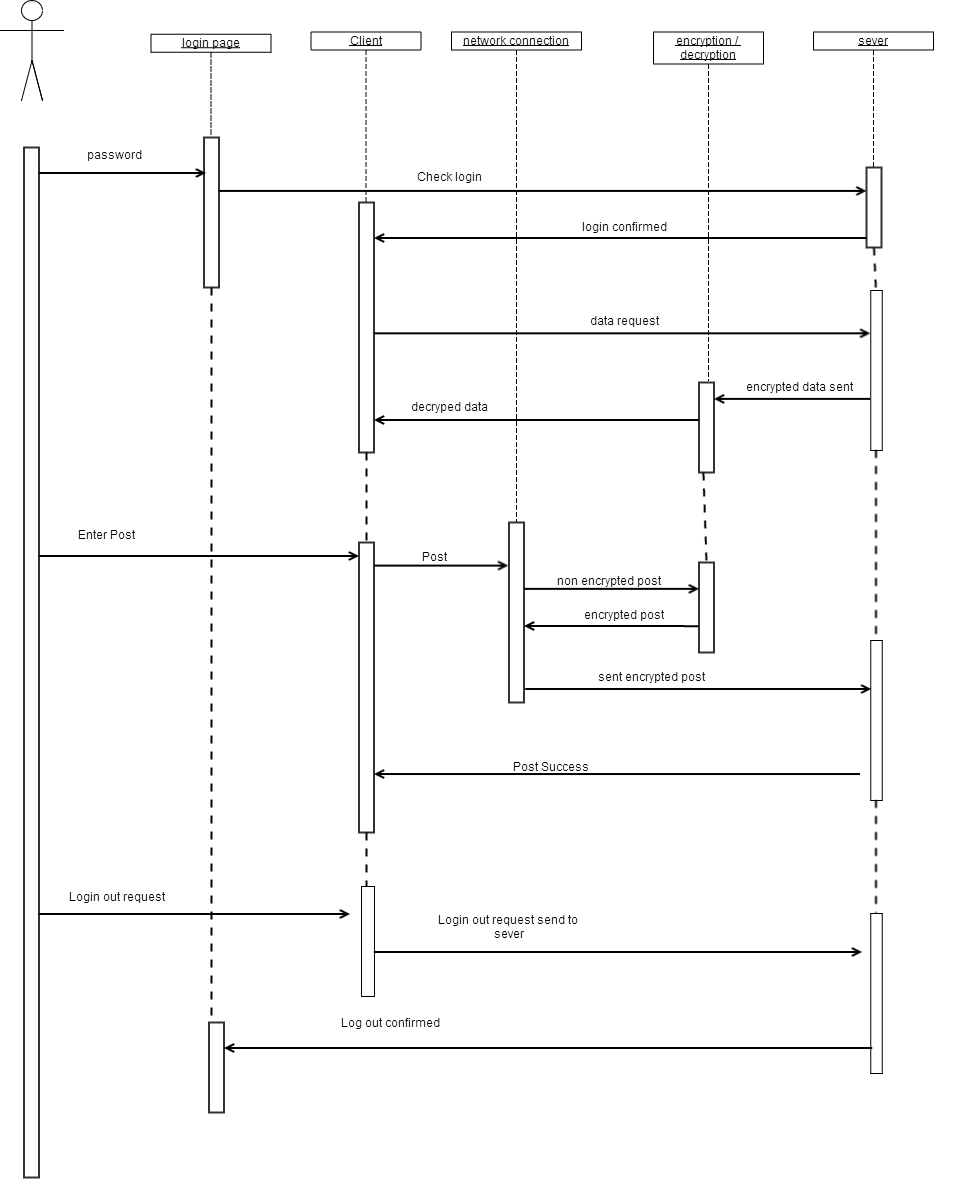 login page
Client
network connection
encryption /
decryption
sever
password
Check login
login confirmed
data request
encrypted data sent
decryped data
Enter Post
Post
non encrypted post
encrypted post
sent encrypted post
Post Success
Login out request
Login out request send to
sever
Log out confirmed